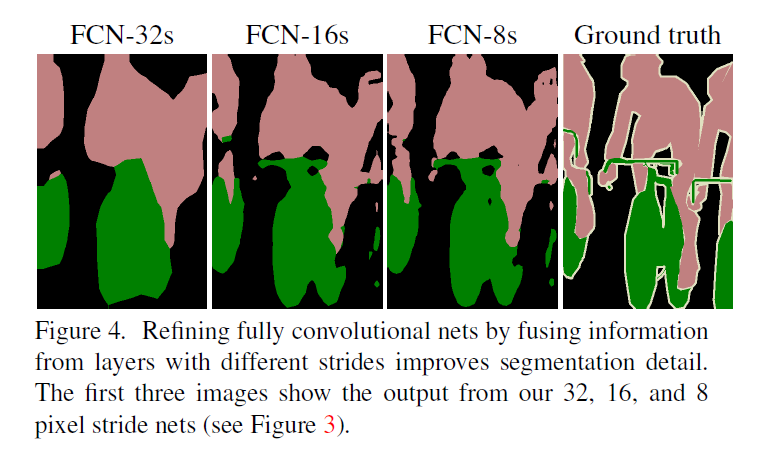 FCN-32s FCN-16s FCN-8s Ground truth
Figure 4. Refining fully convolutional nets by fusing information
from layers with different strides improves segmentation detail.
The first three images show the output from our 32, 16, and 8
pixel stride nets (see Figure 3).